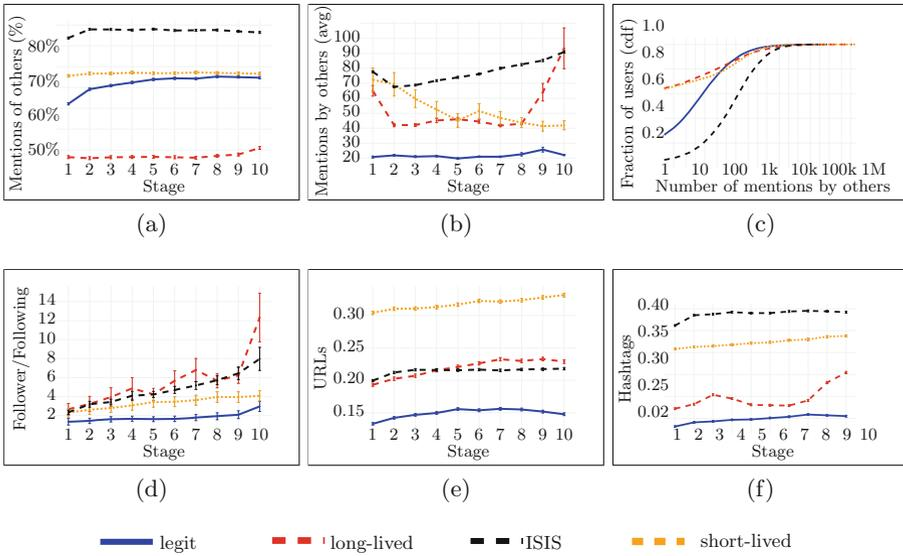 Mentions of others (%)
80%
70%
60%
50%
1 2 3 4 5 6 7 8 9 10
Stage
(a)
Mentions by others (avg)
100
90
80
70
60
50
40
30
20
1 2 3 4 5 6 7 8 9 10
Stage
(b)
Fraction of users (cdf)
1.0
0.8
0.6
0.4
0.2
1 10 100 1k 10k 100k 1M
Number of mentions by others
(c)
Follower/Following
14
12
10
8
6
4
2
1 2 3 4 5 6 7 8 9 10
Stage
(d)
URLs
0.30
0.25
0.20
0.15
1 2 3 4 5 6 7 8 9 10
Stage
(e)
Hashtags
0.40
0.35
0.30
0.25
0.02
1 2 3 4 5 6 7 8 9 10
Stage
(f)
legit long-lived ISIS short-lived